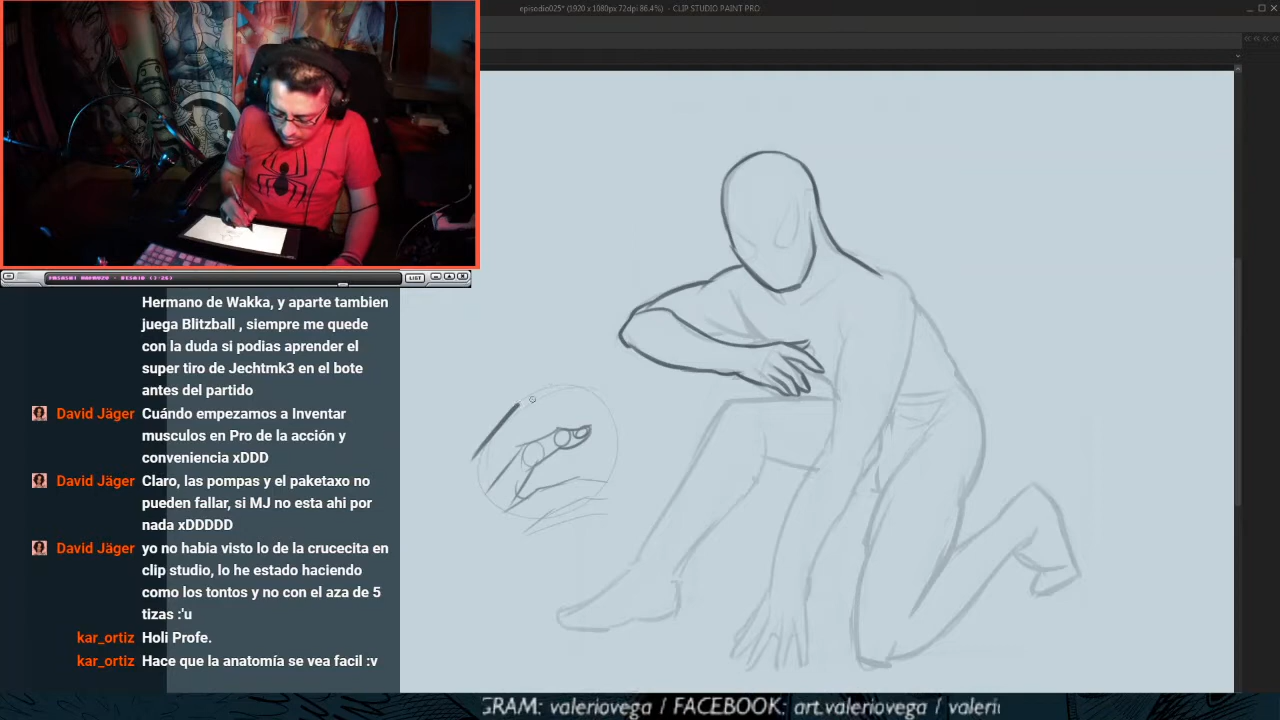 episodio025* (1920 x 1080px 72dpi 86.4%) - CLIP STUDIO PAINT PRO
LIST
Hermano de Wakka, y aparte tambien
juega Blitzball , siempre me quede
con la duda si podias aprender el
super tiro de Jechtmk3 en el bote
antes del partido
David Jäger Cuándo empezamos a Inventar
musculos en Pro de la acción y
conveniencia xDDD
David Jäger Claro, las pompas y el paketaxo no
pueden fallar, si MJ no esta ahi por
nada xDDDDD
David Jäger yo no habia visto lo de la crucecita en
clip studio, lo he estado haciendo
como los tontos y no con el aza de 5
tizas :'u
kar_ortiz Holi Profe.
kar_ortiz Hace que la anatomía se vea facil :v
GRAM: valeriovega / FACEBOOK: art.valeriovega / valeri